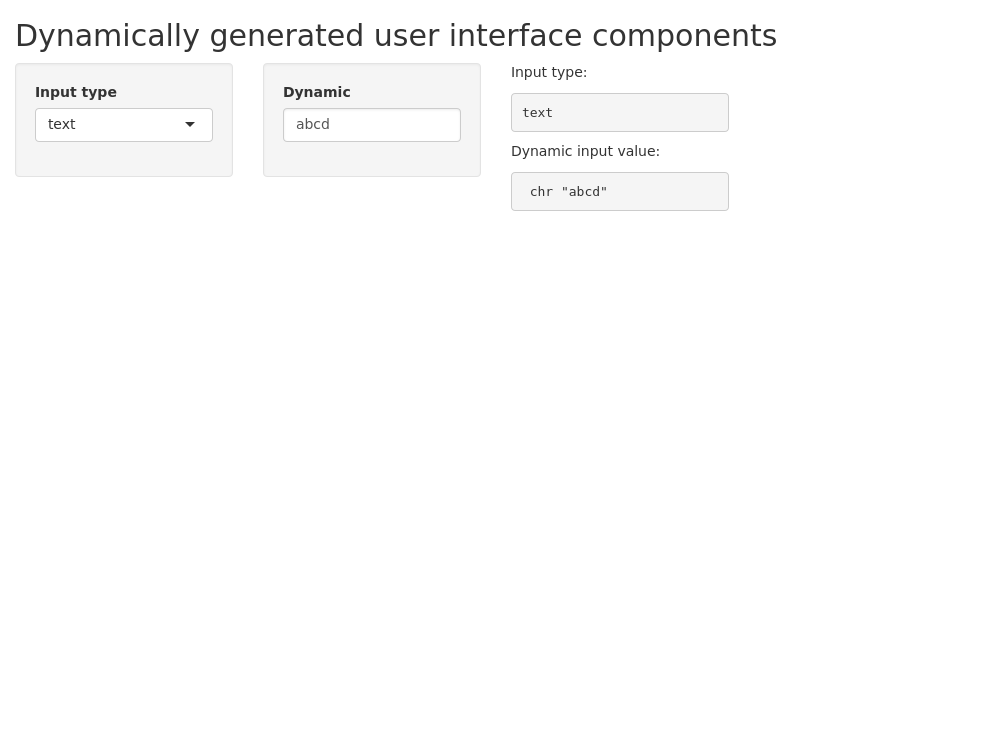 Dynamically generated user interface components
Input type
text
Dynamic
abcd
Input type:
text
Dynamic input value:
chr "abcd"